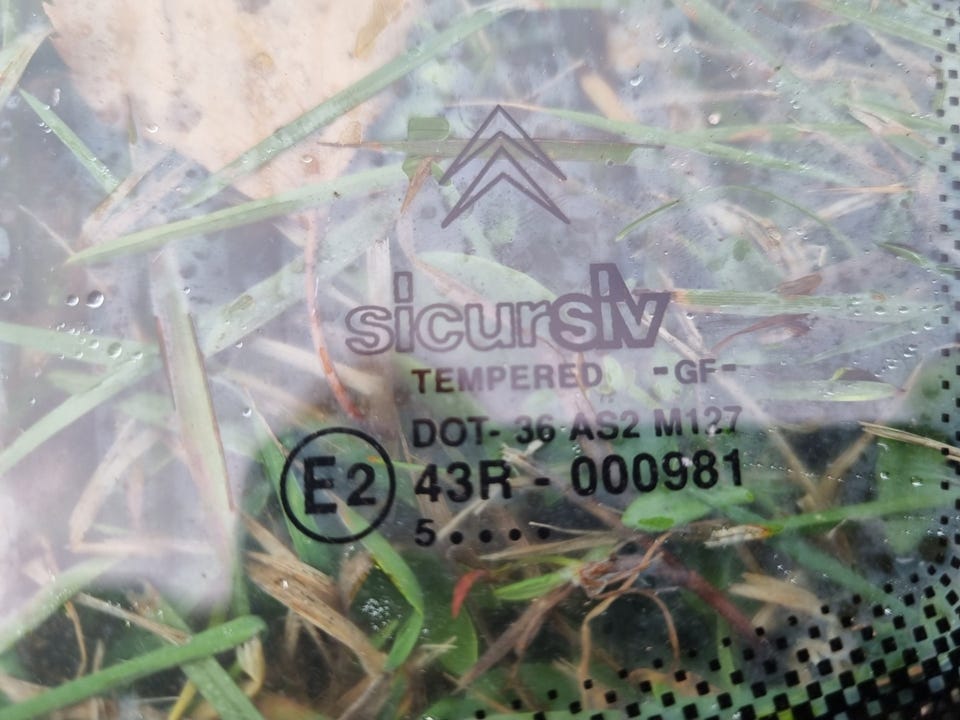 sicursiv
TEMPERED -GF-
DOT- 36 AS2 M127
E2 43R - 000981
5 • • • •